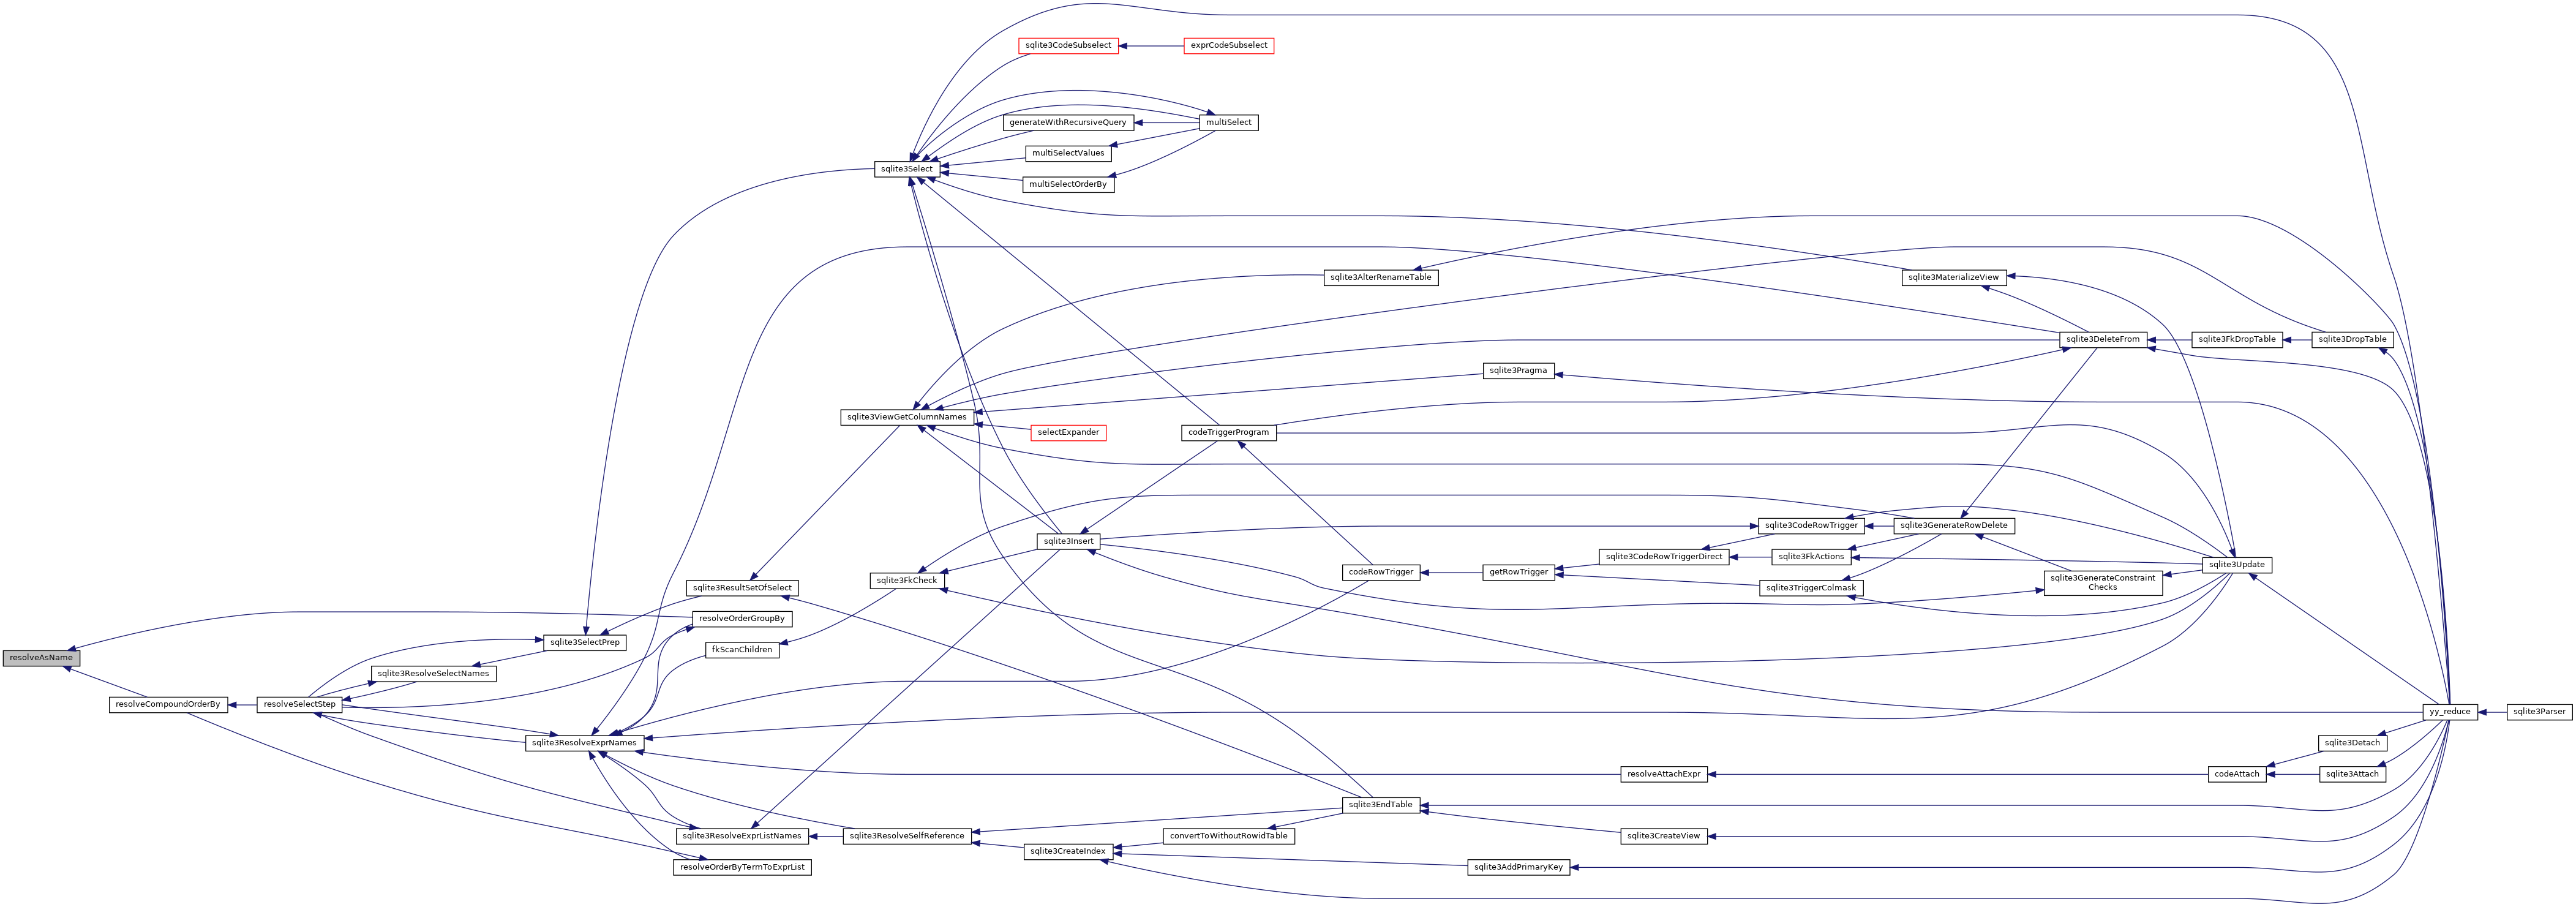 sqlite3CodeSubselect
exprCodeSubselect
generateWithRecursiveQuery
multiSelect
multiSelectValues
sqlite3Select
multiSelectOrderBy
sqlite3AlterRenameTable
sqlite3MaterializeView
sqlite3DeleteFrom
sqlite3FkDropTable
sqlite3DropTable
sqlite3Pragma
sqlite3ViewGetColumnNames
selectExpander
codeTriggerProgram
sqlite3CodeRowTrigger
sqlite3GenerateRowDelete
sqlite3Insert
sqlite3CodeRowTriggerDirect
sqlite3FkActions
sqlite3Update
sqlite3FkCheck
codeRowTrigger
getRowTrigger
sqlite3GenerateConstraint
Checks
sqlite3ResultSetOfSelect
sqlite3TriggerColmask
resolveOrderGroupBy
sqlite3SelectPrep
fkScanChildren
resolveAsName
sqlite3ResolveSelectNames
resolveCompoundOrderBy
resolveSelectStep
yy_reduce
sqlite3Parser
sqlite3ResolveExprNames
sqlite3Detach
resolveAttachExpr
codeAttach
sqlite3Attach
sqlite3EndTable
sqlite3ResolveExprListNames
sqlite3ResolveSelfReference
convertToWithoutRowidTable
sqlite3CreateView
sqlite3CreateIndex
resolveOrderByTermToExprList
sqlite3AddPrimaryKey